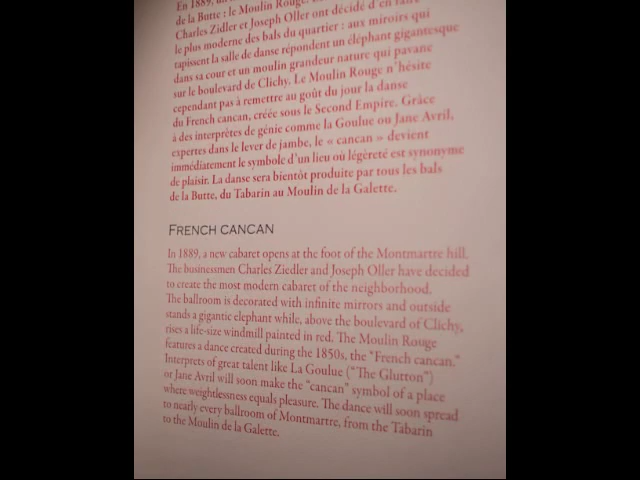 En 1889, un
de la Butte : le Moulin Rouge.
Charles Zidler et Joseph Oller ont décidé d'en faire
le plus moderne des bals du quartier : aux miroirs qui
tapissent la salle de danse répondent un éléphant gigantesque
dans sa cour et un moulin grandeur nature qui pavane
sur le boulevard de Clichy. Le Moulin Rouge n'hésite
cependant pas à remettre au goût du jour la danse
du French cancan, créée sous le Second Empire. Grâce
à des interprètes de génie comme la Goulue ou Jane Avril,
expertes dans le lever de jambe, le « cancan » devient
immédiatement le symbole d'un lieu où légèreté est synonyme
de plaisir. La danse sera bientôt produite par tous les bals
de la Butte, du Tabarin au Moulin de la Galette.
FRENCH CANCAN
In 1889, a new cabaret opens at the foot of the Montmartre hill.
The businessmen Charles Ziedler and Joseph Oller have decided
to create the most modern cabaret of the neighborhood.
The ballroom is decorated with infinite mirrors and outside
stands a gigantic elephant while, above the boulevard of Clichy,
rises a life-size windmill painted in red. The Moulin Rouge
features a dance created during the 1850s, the "French cancan."
Interprets of great talent like La Goulue ("The Glutton")
or Jane Avril will soon make the "cancan" symbol of a place
where weightlessness equals pleasure. The dance will soon spread
to nearly every ballroom of Montmartre, from the Tabarin
to the Moulin de la Galette.